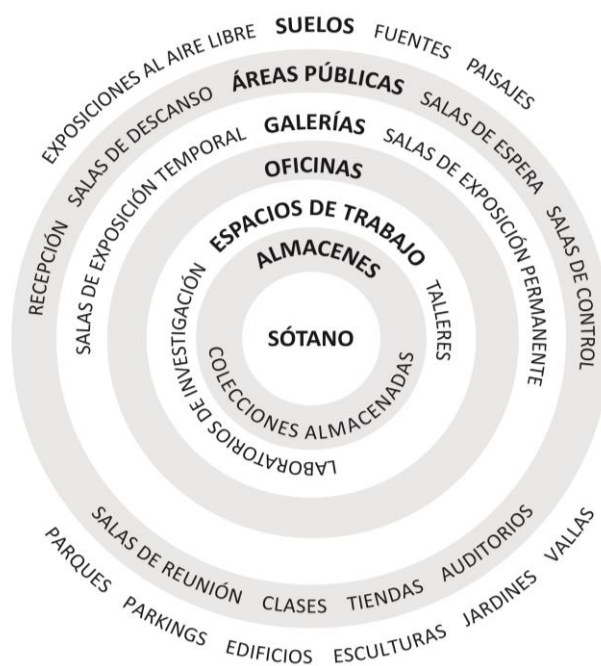 EXPOSICIONES AL AIRE LIBRE SUELOS FUENTES PAISAJES
RECEPCIÓN SALAS DE DESCANSO ÁREAS PÚBLICAS SALAS DE ESPERA SALAS DE CONTROL
SALAS DE EXPOSICIÓN TEMPORAL GALERÍAS SALAS DE EXPOSICIÓN PERMANENTE
OFICINAS
ESPACIOS DE TRABAJO
LABORATORIOS DE INVESTIGACIÓN TALLERES
ALMACENES
SÓTANO
COLECCIONES ALMACENADAS
SALAS DE REUNIÓN CLASES TIENDAS AUDITORIOS
PARQUES PARKINGS EDIFICIOS ESCULTURAS JARDINES VALLAS